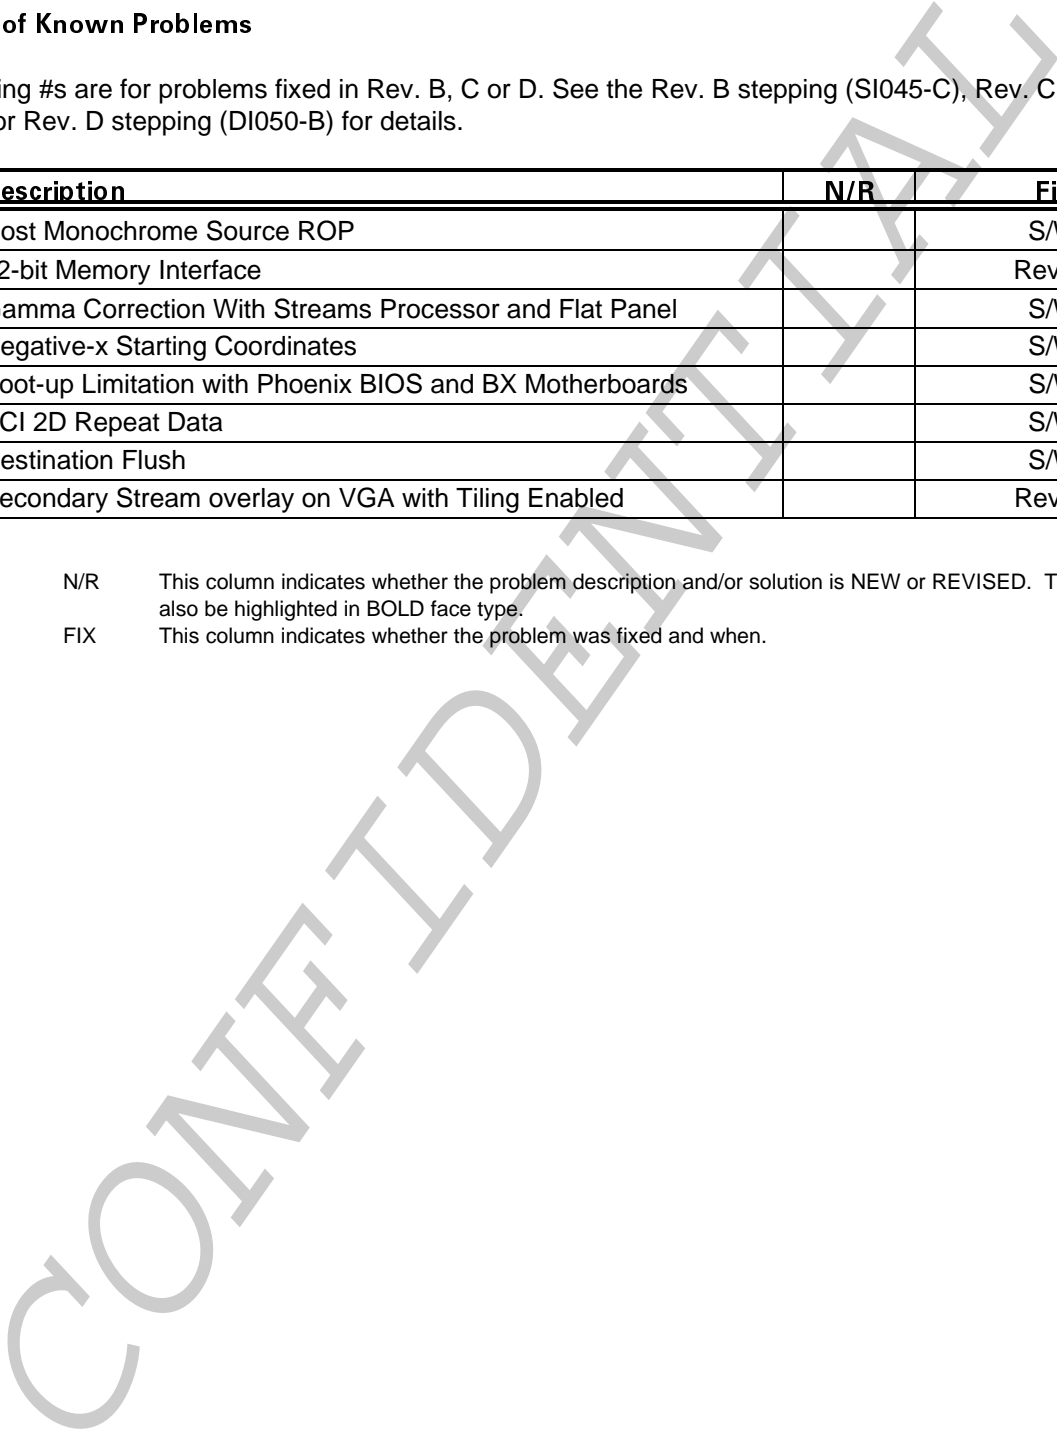 of Known Problems
ing #s are for problems fixed in Rev. B, C or D. See the Rev. B stepping (SI045-C), Rev. C
or Rev. D stepping (DI050-B) for details.
escription N/R Fi
ost Monochrome Source ROP S/
2-bit Memory Interface Rev
amma Correction With Streams Processor and Flat Panel S/
egative-x Starting Coordinates S/
oot-up Limitation with Phoenix BIOS and BX Motherboards S/
CI 2D Repeat Data S/
estination Flush S/
econdary Stream overlay on VGA with Tiling Enabled Rev
N/R This column indicates whether the problem description and/or solution is NEW or REVISED. T
also be highlighted in BOLD face type.
FIX This column indicates whether the problem was fixed and when.
CONFIDENTIAL